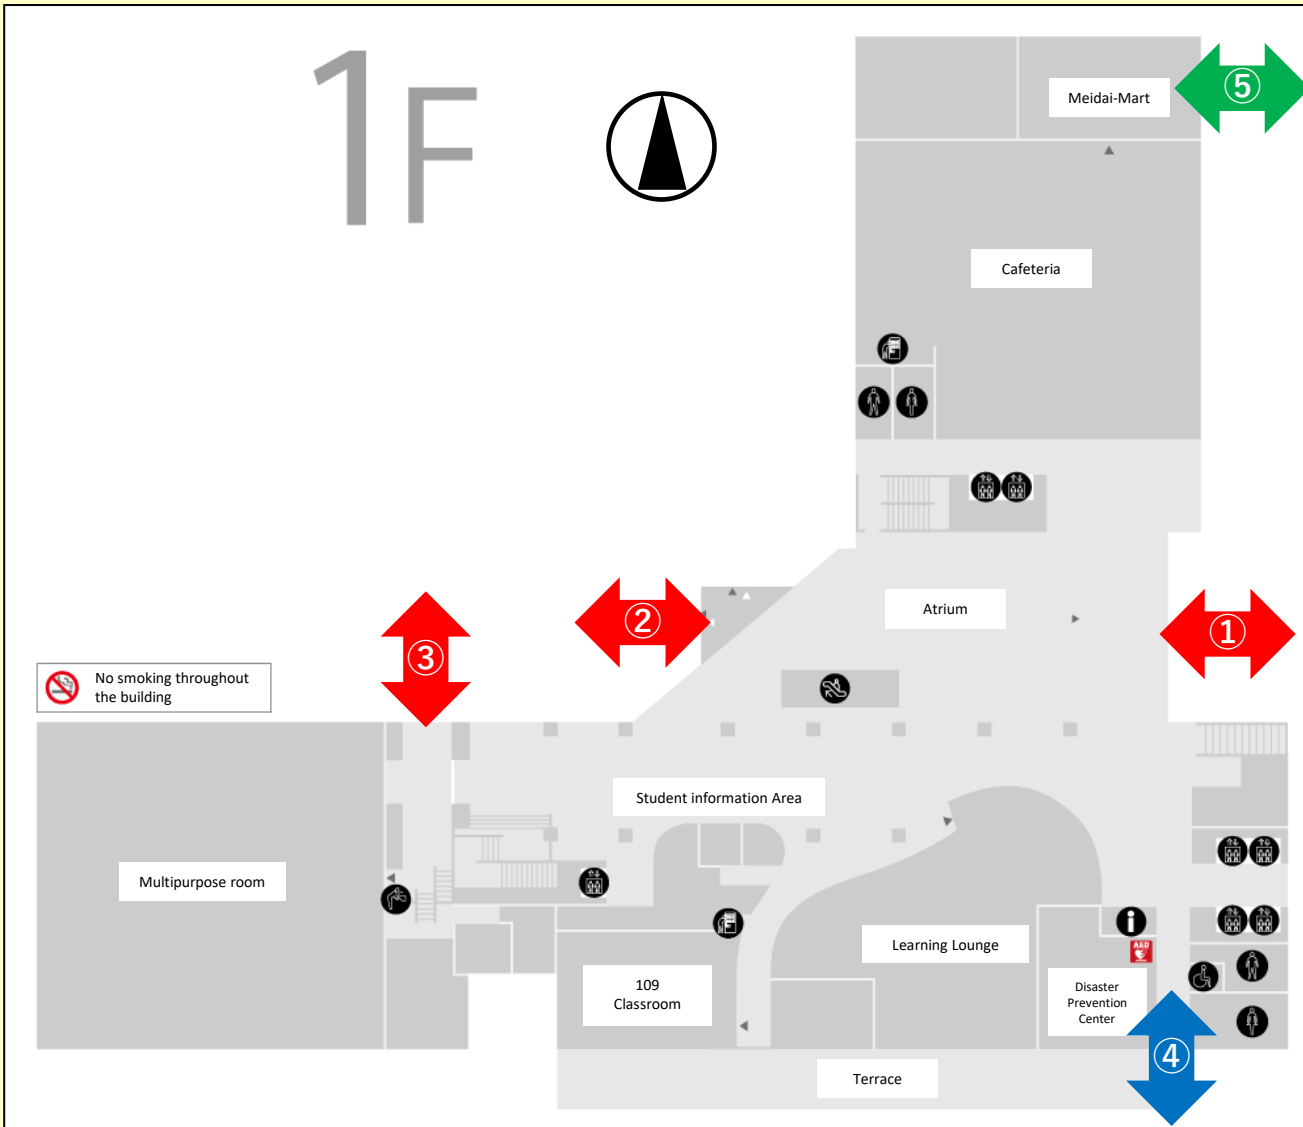 1F
Meidai-Mart
⑤
Cafeteria
Atrium
②
①
③
No smoking throughout
the building
Student information Area
Multipurpose room
Learning Lounge
AED
109
Classroom
Disaster
Prevention
Center
④
Terrace